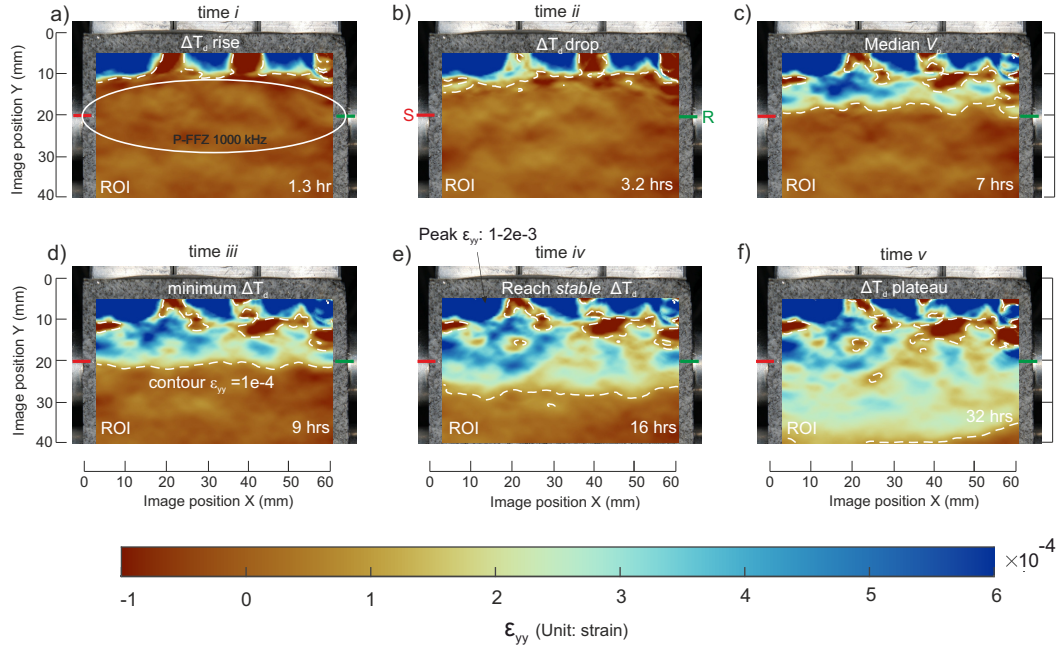 time i
time ii
a)
b)
c)
0
10
20
30
40
Image position Y (mm)
ΔT_d rise
P-FFZ 1000 kHz
ROI
1.3 hr
ΔT_d drop
S
R
ROI
3.2 hrs
Median V_p
ROI
7 hrs
Peak ε_yy: 1-2e-3
time iii
time iv
time v
d)
e)
f)
0
10
20
30
40
Image position Y (mm)
minimum ΔT_d
contour ε_yy =1e-4
ROI
9 hrs
Reach stable ΔT_d
ROI
16 hrs
ΔT_d plateau
ROI
32 hrs
0 10 20 30 40 50 60
Image position X (mm)
0 10 20 30 40 50 60
Image position X (mm)
0 10 20 30 40 50 60
Image position X (mm)
×10^-4
-1 0 1 2 3 4 5 6
ε_yy (Unit: strain)